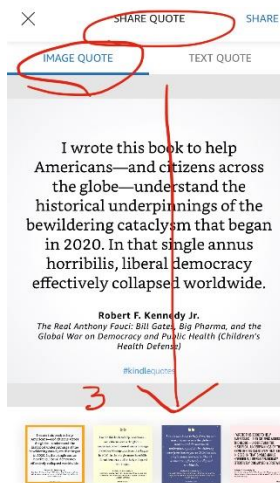 SHARE QUOTE
SHARE
IMAGE QUOTE
TEXT QUOTE
I wrote this book to help
Americans—and citizens across
the globe—understand the
historical underpinnings of the
bewildering cataclysm that began
in 2020. In that single annus
horribilis, liberal democracy
effectively collapsed worldwide.
Robert F. Kennedy Jr.
The Real Anthony Fauci: Bill Gates, Big Pharma, and the
Global War on Democracy and Public Health (Children's
Health Defense)
#kindlequotes
3